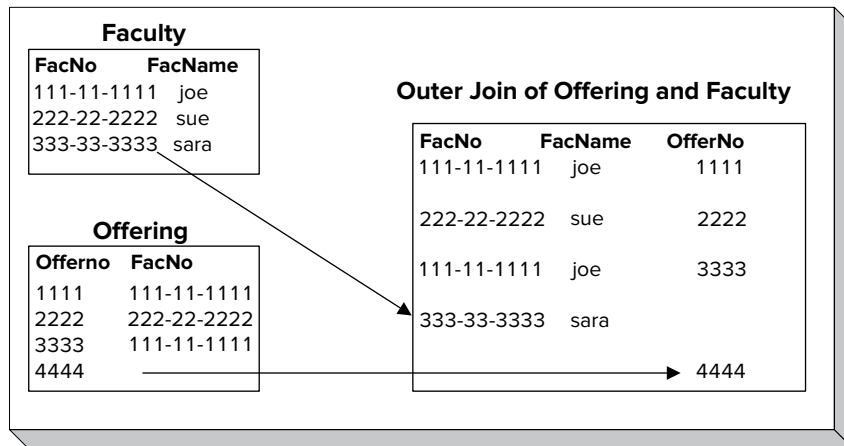 Faculty
FacNo FacName
111-11-1111 joe
222-22-2222 sue
333-33-3333 sara
Offering
Offerno FacNo
1111 111-11-1111
2222 222-22-2222
3333 111-11-1111
4444
Outer Join of Offering and Faculty
FacNo FacName OfferNo
111-11-1111 joe 1111
222-22-2222 sue 2222
111-11-1111 joe 3333
333-33-3333 sara
4444